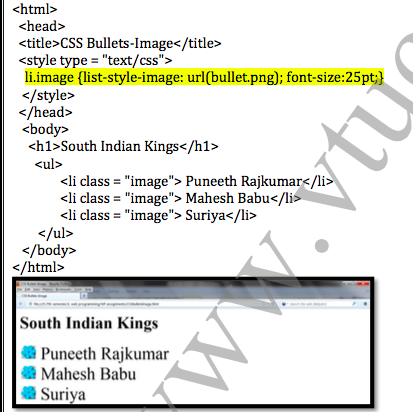 <html>
<head>
<title>CSS Bullets-Image</title>
<style type = "text/css">
li.image {list-style-image: url(bullet.png); font-size:25pt;}
</style>
</head>
<body>
<h1>South Indian Kings</h1>
<ul>
<li class = "image"> Puneeth Rajkumar</li>
<li class = "image"> Mahesh Babu</li>
<li class = "image"> Suriya</li>
</ul>
</body>
</html>
South Indian Kings
Puneeth Rajkumar
Mahesh Babu
Suriya
www.vtuc